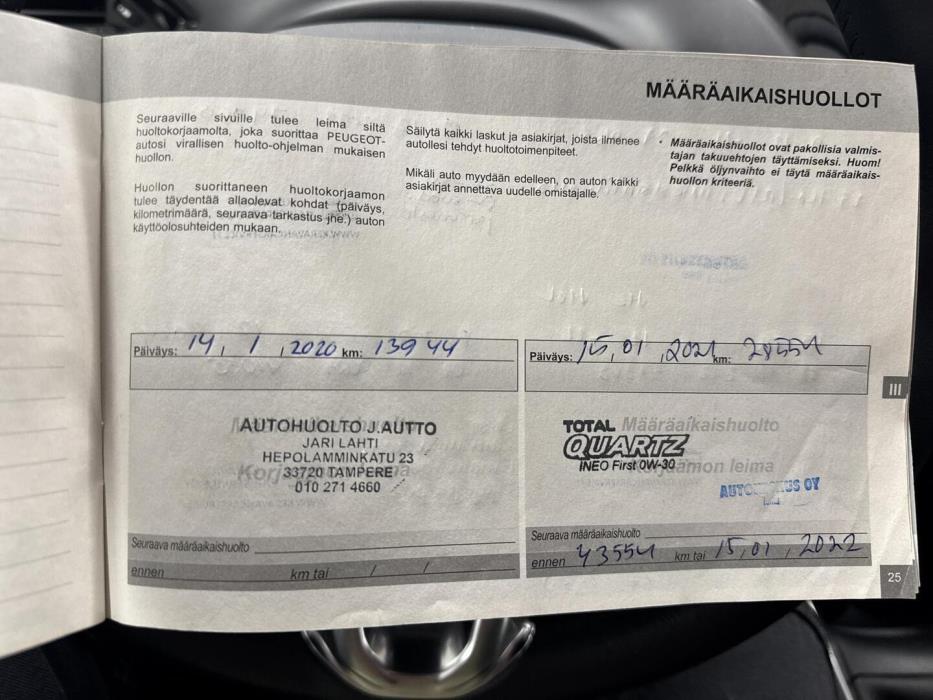 MÄÄRÄAIKAISHUOLLOT
Seuraaville sivuille tulee leima siltä
huoltokorjaamolta, joka suorittaa PEUGEOT-
autosi virallisen huolto-ohjelman mukaisen
huollon.
Huollon suorittaneen huoltokorjaamon
tulee täydentää allaolevat kohdat (päiväys,
kilometrimäärä, seuraava tarkastus jne.) auton
käyttöolosuhteiden mukaan.
Säilytä kaikki laskut ja asiakirjat, joista ilmenee
autollesi tehdyt huoltotoimenpiteet.
Mikäli auto myydään edelleen, on auton kaikki
asiakirjat annettava uudelle omistajalle.
• Määräaikaishuollot ovat pakollisia valmis-
tajan takuuehtojen täyttämiseksi. Huom!
Pelkkä öljynvaihto ei täytä määräaikais-
huollon kriteeriä.
Päiväys: 14 / 1 / 2020 km: 13944
AUTOHUOLTO J.AUTTO
JARI LAHTI
HEPOLAMMINKATU 23
33720 TAMPERE
010 271 4660
Seuraava määräaikaishuolto
ennen km tai / /
Päiväys: 15,01,2021 km: 28554
TOTAL Määräaikaishuolto
QUARTZ
INEO First 0W-30 Korjaamon leima
OY
Seuraava määräaikaishuolto
ennen 43554 km tai 15,01,2022
III
25